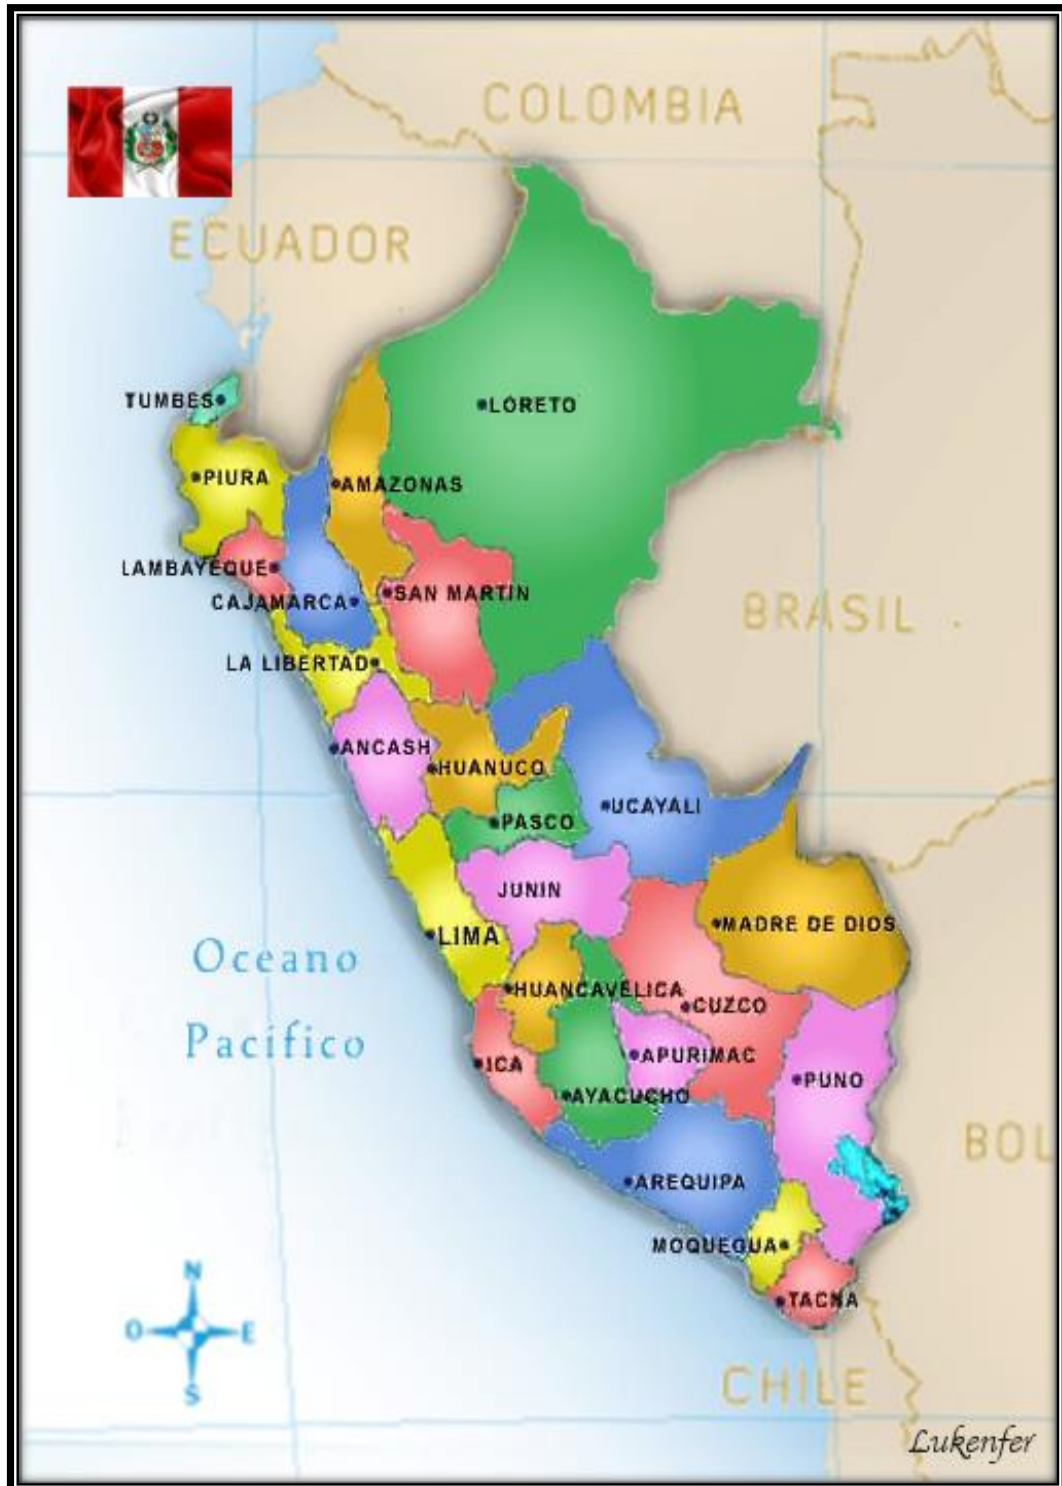 COLOMBIA
ECUADOR
TUMBES
LORETO
PIURA
AMAZONAS
LAMBAYEQUE
SAN MARTIN
CAJAMARCA
BRASIL
LA LIBERTAD
ANCASH
HUANUCO
UCAYALI
PASCO
JUNIN
MADRE DE DIOS
LIMA
Oceano
Pacífico
HUANCAVELICA
CUZCO
ICA
APURIMAC
PUNO
AYACUCHO
BOL
AREQUIPA
MOQUEGUA
N
O
E
S
TACNA
CHILE
Lukenfer